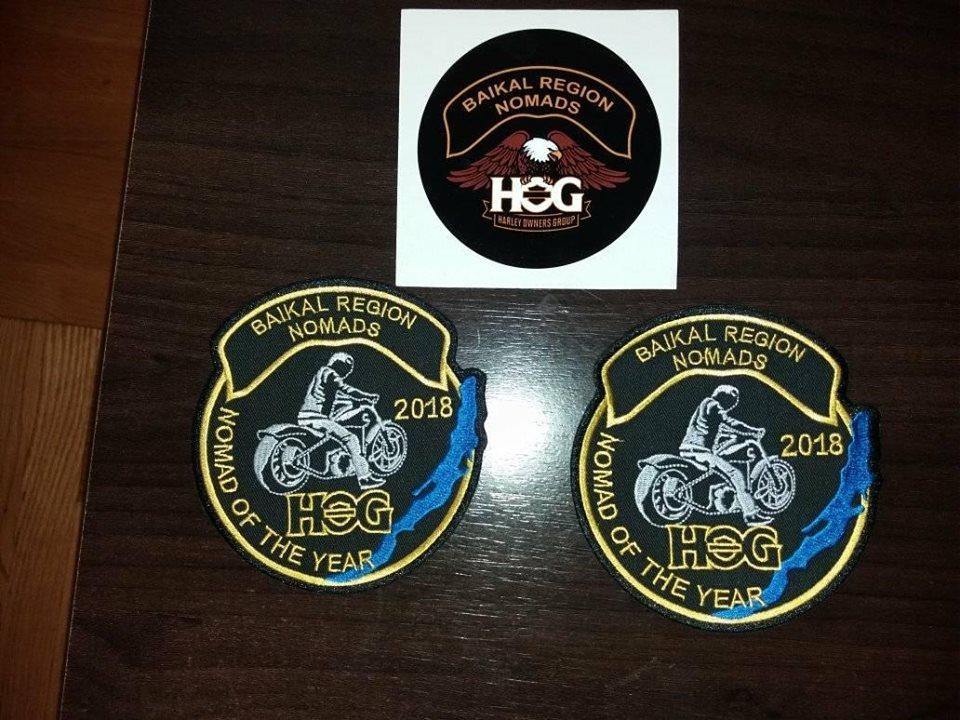 BAIKAL REGION
NOMADS
HOG
HARLEY OWNERS GROUP
BAIKAL REGION
NOMADS
2018
HOG
NOMAD OF THE YEAR
BAIKAL REGION
NOMADS
2018
HOG
NOMAD OF THE YEAR